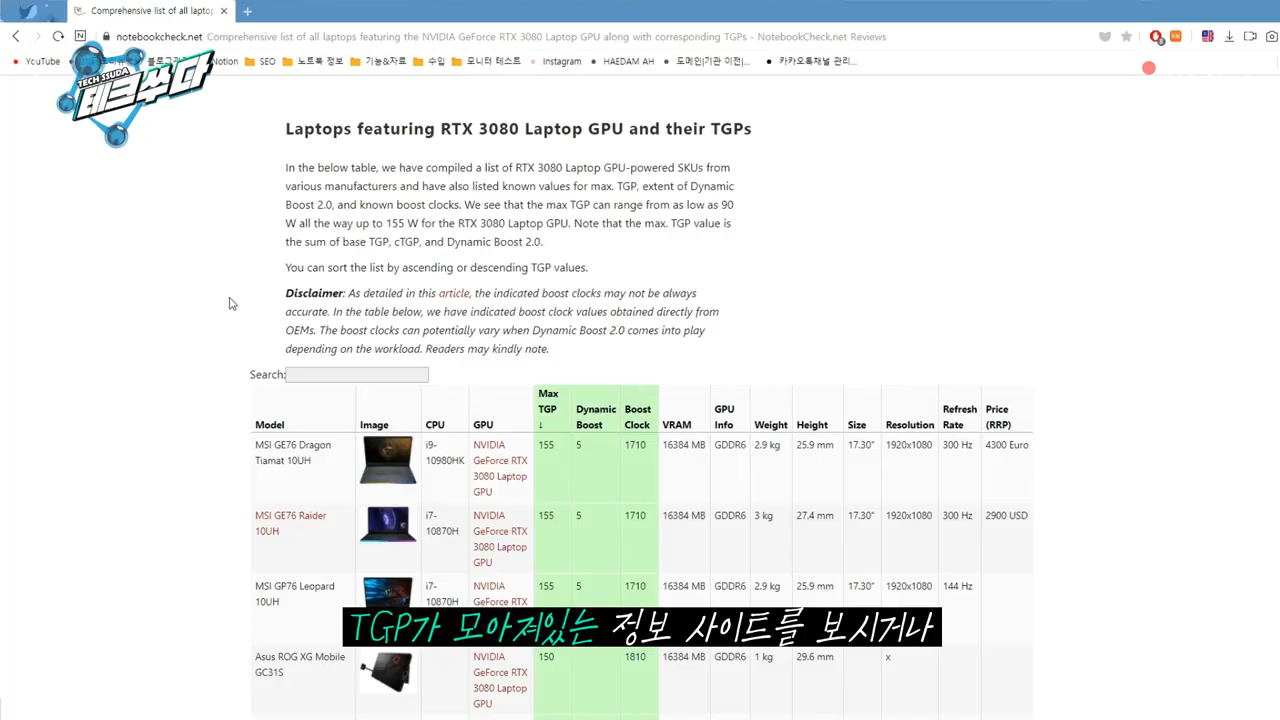 Comprehensive list of all laptop
notebookcheck.net Comprehensive list of all laptops featuring the NVIDIA GeForce RTX 3080 Laptop GPU along with corresponding TGPs - NotebookCheck.net Reviews
YouTube Notion SEO 노트북 정보 기능&자료 수입 모니터 테스트 Instagram HAEDAM AH 도메인|기관 이전|... 카카오톡채널 관리...
TECH SSUDA
테크쑤다
Laptops featuring RTX 3080 Laptop GPU and their TGPs
In the below table, we have compiled a list of RTX 3080 Laptop GPU-powered SKUs from
various manufacturers and have also listed known values for max. TGP, extent of Dynamic
Boost 2.0, and known boost clocks. We see that the max TGP can range from as low as 90
W all the way up to 155 W for the RTX 3080 Laptop GPU. Note that the max. TGP value is
the sum of base TGP, cTGP, and Dynamic Boost 2.0.
You can sort the list by ascending or descending TGP values.
Disclaimer: As detailed in this article, the indicated boost clocks may not be always
accurate. In the table below, we have indicated boost clock values obtained directly from
OEMs. The boost clocks can potentially vary when Dynamic Boost 2.0 comes into play
depending on the workload. Readers may kindly note.
Search:
Max
TGP Dynamic Boost GPU Refresh Price
Model Image CPU GPU ↓ Boost Clock VRAM Info Weight Height Size Resolution Rate (RRP)
MSI GE76 Dragon i9- NVIDIA 155 5 1710 16384 MB GDDR6 2.9 kg 25.9 mm 17.30" 1920x1080 300 Hz 4300 Euro
Tiamat 10UH 10980HK GeForce RTX
3080 Laptop
GPU
MSI GE76 Raider i7- NVIDIA 155 5 1710 16384 MB GDDR6 3 kg 27.4 mm 17.30" 1920x1080 300 Hz 2900 USD
10UH 10870H GeForce RTX
3080 Laptop
GPU
MSI GP76 Leopard i7- NVIDIA 155 5 1710 16384 MB GDDR6 2.9 kg 25.9 mm 17.30" 1920x1080 144 Hz
10UH 10870H GeForce RTX
TGP가 모아져있는 정보 사이트를 보시거나
Asus ROG XG Mobile NVIDIA 150 1810 16384 MB GDDR6 1 kg 29.6 mm x
GC31S GeForce RTX
3080 Laptop
GPU